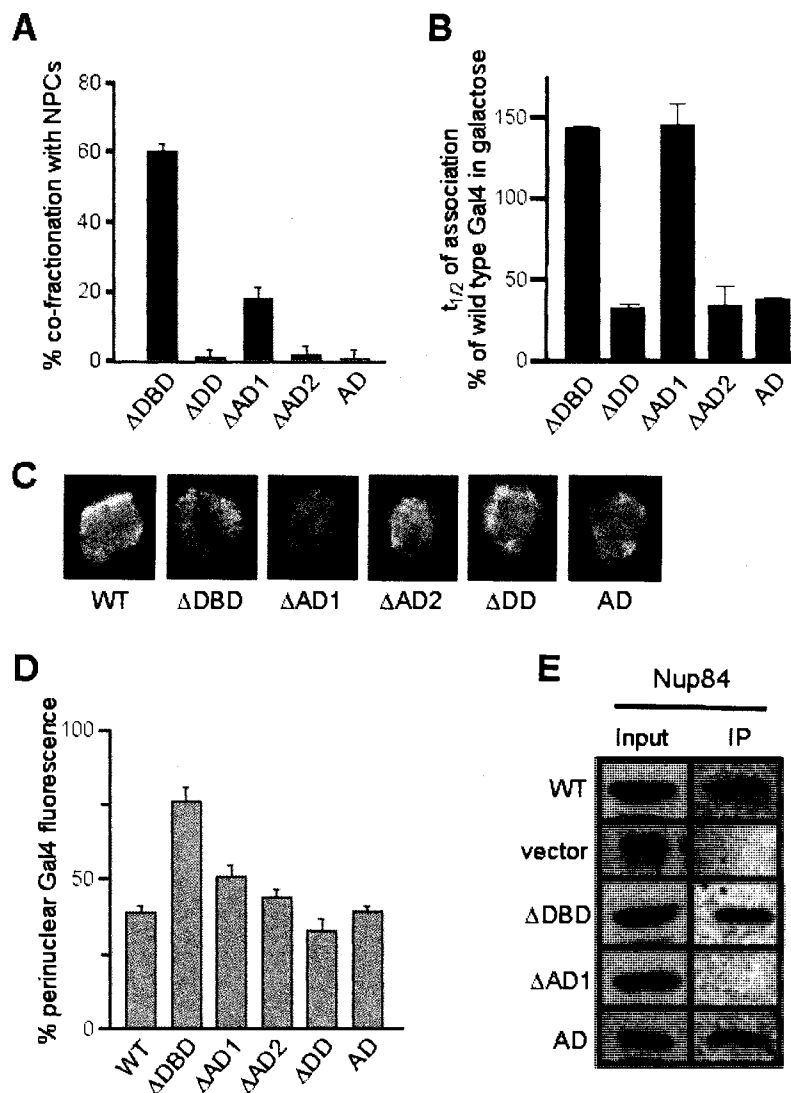 A
% co-fractionation with NPCs
80
60
40
20
0
ΔDBD
ΔDD
ΔAD1
ΔAD2
AD
B
t1/2 of association
% of wild type Gal4 in galactose
150
100
50
0
ΔDBD
ΔDD
ΔAD1
ΔAD2
AD
C
WT
ΔDBD
ΔAD1
ΔAD2
ΔDD
AD
D
% perinuclear Gal4 fluorescence
100
50
0
WT
ΔDBD
ΔAD1
ΔAD2
ΔDD
AD
E
Nup84
Input IP
WT
vector
ΔDBD
ΔAD1
AD